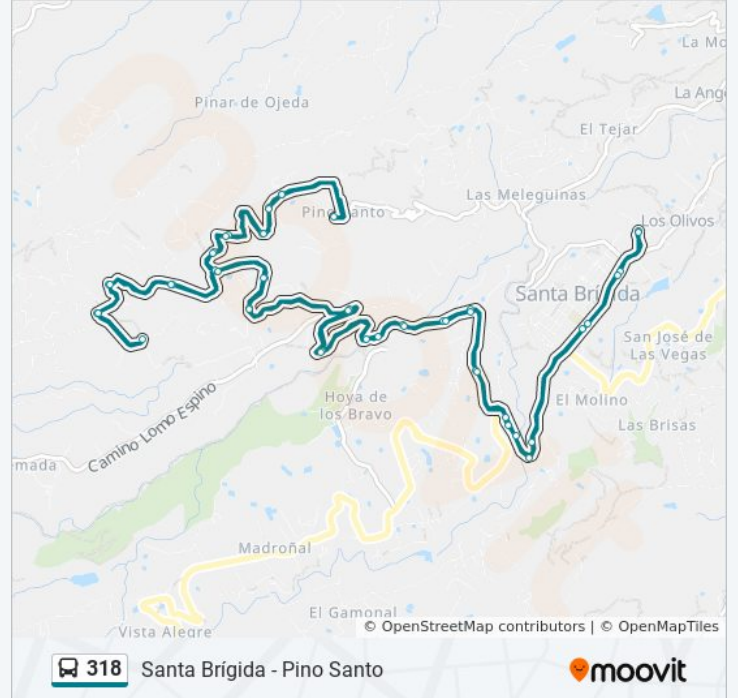 La Mo
Pinar de Ojeda
La Ang
El Tejar
Las Meleguinas
Pino Santo
Los Olivos
Santa Brígida
San José de
Las Vegas
El Molino
Hoya de
los Bravo
Las Brisas
Camino Lomo Espino
mada
Madroñal
El Gamonal
Vista Alegre
© OpenStreetMap contributors | © OpenMapTiles
318 Santa Brígida - Pino Santo
moovit